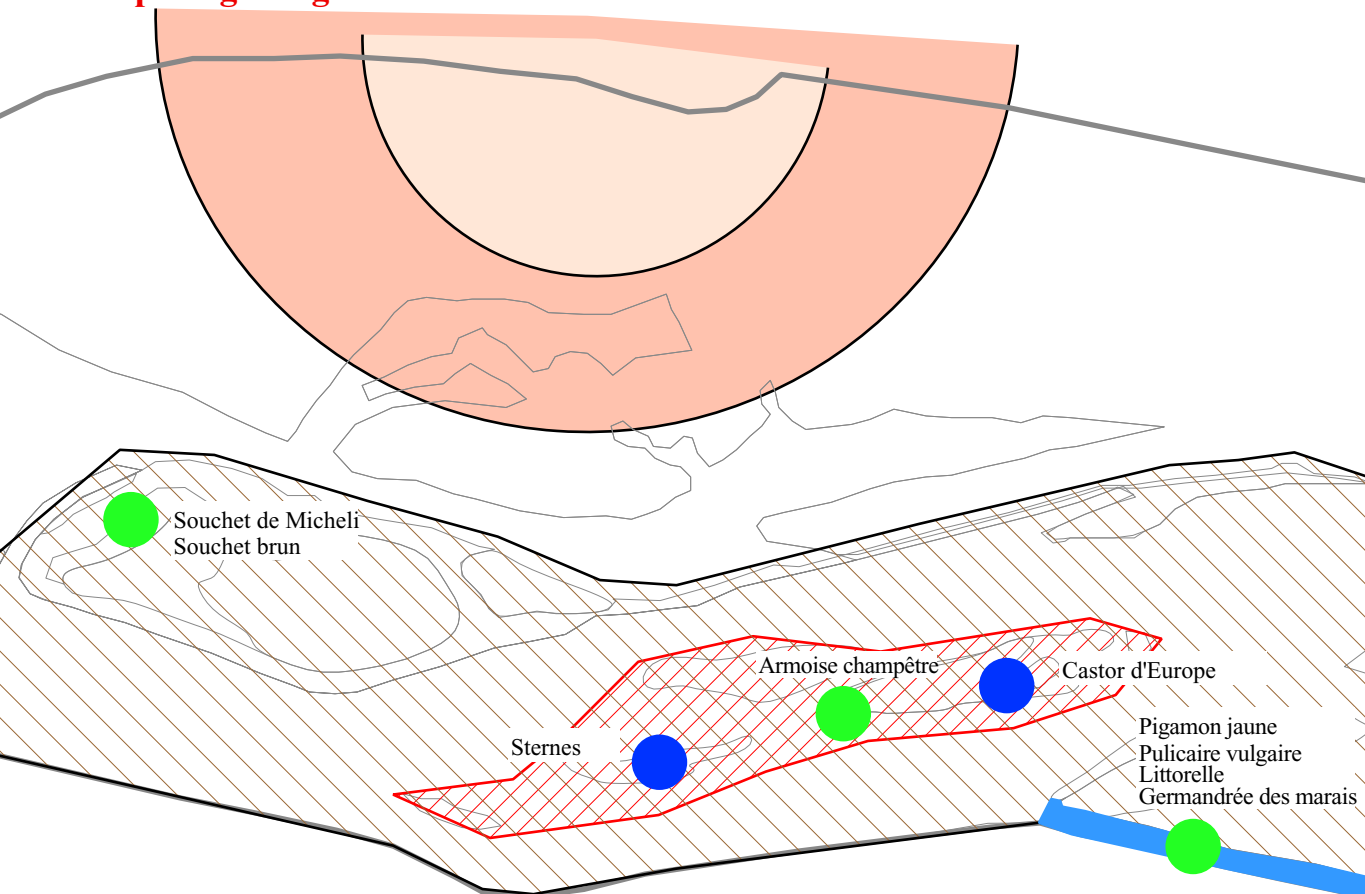 Souchet de Micheli
Souchet brun
Armoise champêtre
Castor d'Europe
Sternes
Pigamon jaune
Pulicaire vulgaire
Littorelle
Germandrée des marais